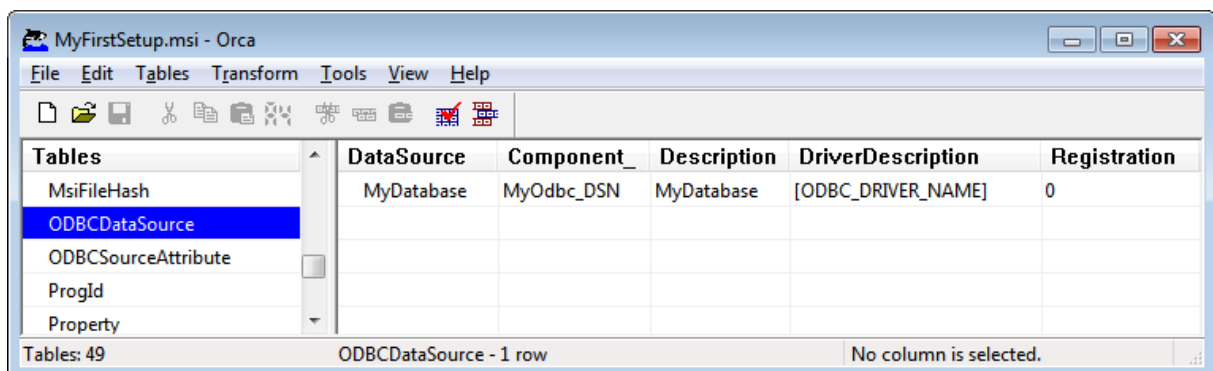 MyFirstSetup.msi - Orca
File Edit Tables Transform Tools View Help
Tables
MsiFileHash
ODBCDataSource
ODBCSourceAttribute
ProgId
Property
DataSource Component_ Description DriverDescription Registration
MyDatabase MyOdbc_DSN MyDatabase [ODBC_DRIVER_NAME] 0
Tables: 49 ODBCDataSource - 1 row No column is selected.